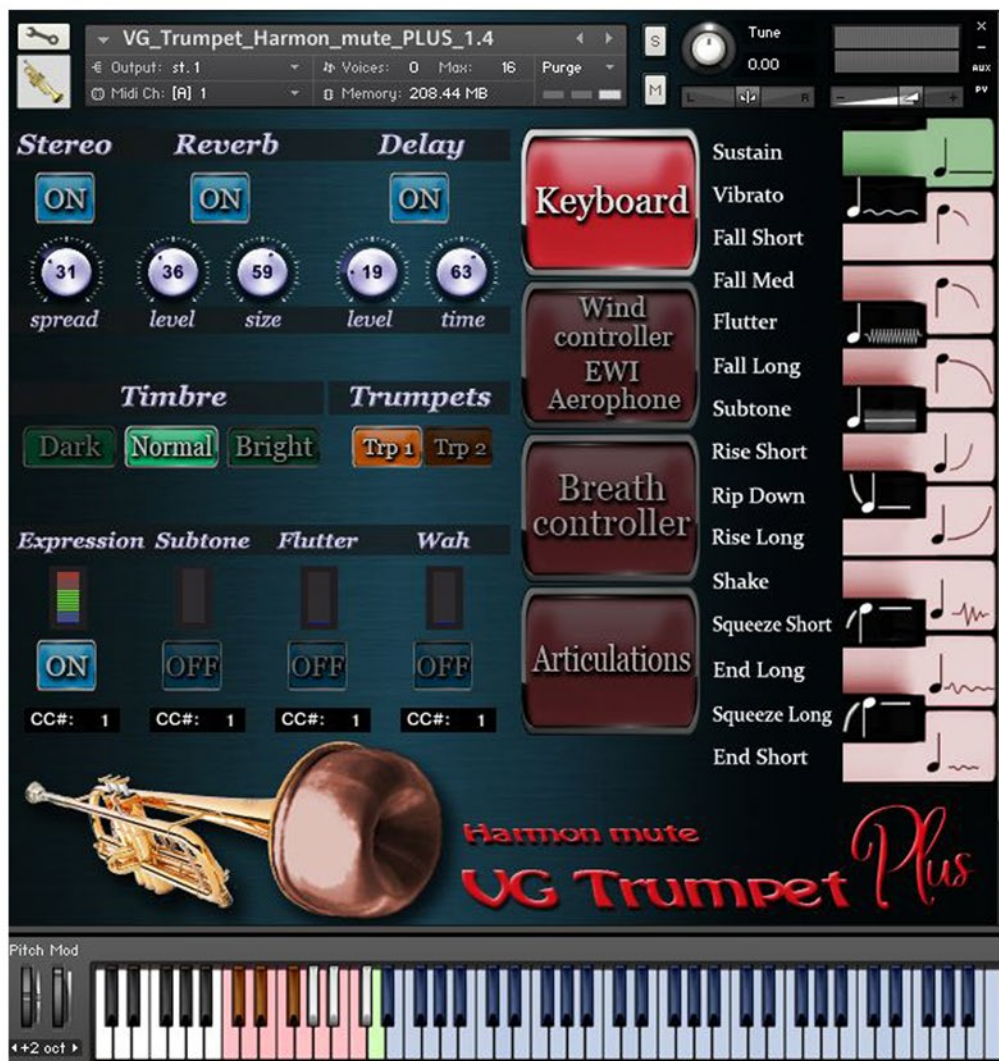 VG_Trumpet_Harmon_mute_PLUS_1.4
Output: st.1 Voices: 0 Max: 16 Purge
Midi Ch: [A] 1 Memory: 208.44 MB
S
M
Tune
0.00
L R
- +
×
-
AUX
PV
Stereo Reverb Delay
ON ON ON
31 36 59 19 63
spread level size level time
Timbre Trumpets
Dark Normal Bright Trp 1 Trp 2
Expression Subtone Flutter Wah
ON OFF OFF OFF
CC#: 1 CC#: 1 CC#: 1 CC#: 1
Keyboard
Wind
controller
EWI
Aerophone
Breath
controller
Articulations
Sustain
Vibrato
Fall Short
Fall Med
Flutter
Fall Long
Subtone
Rise Short
Rip Down
Rise Long
Shake
Squeeze Short
End Long
Squeeze Long
End Short
Harmon mute
VG Trumpet Plus
Pitch Mod
+2 oct